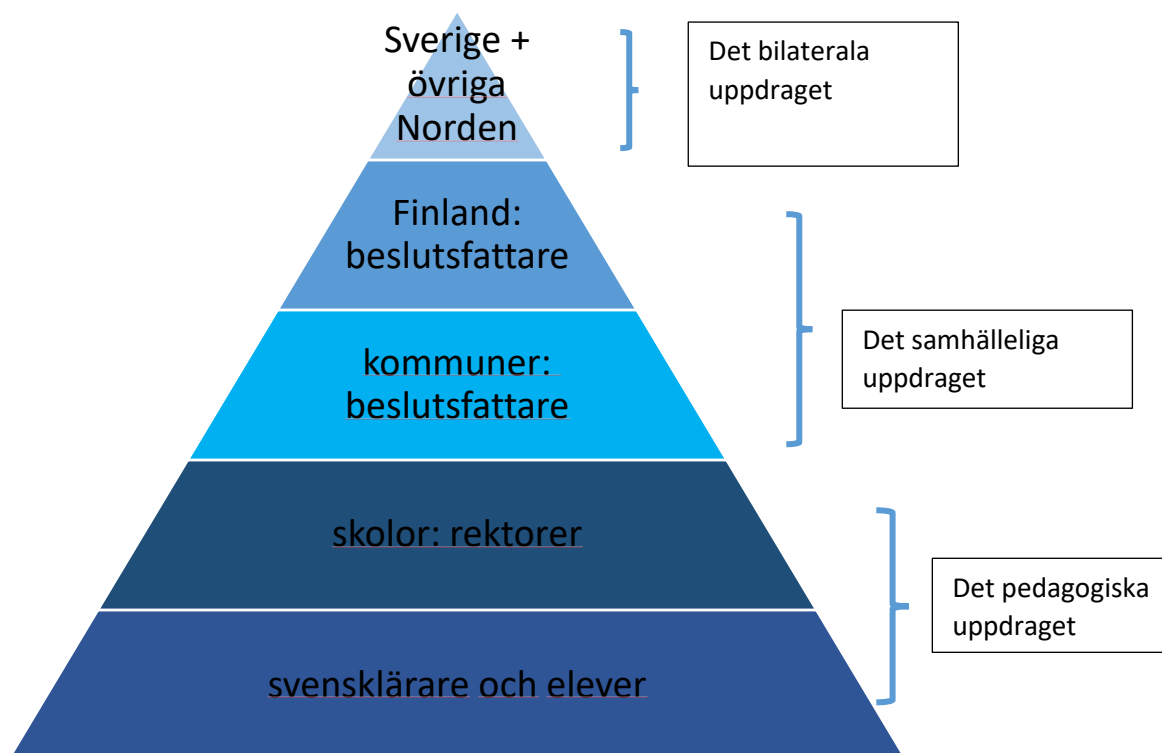 Sverige +
övriga
Norden
Det bilaterala
uppdraget
Finland:
beslutsfattare
kommuner:
beslutsfattare
Det samhälleliga
uppdraget
skolor: rektorer
Det pedagogiska
uppdraget
svensklärare och elever